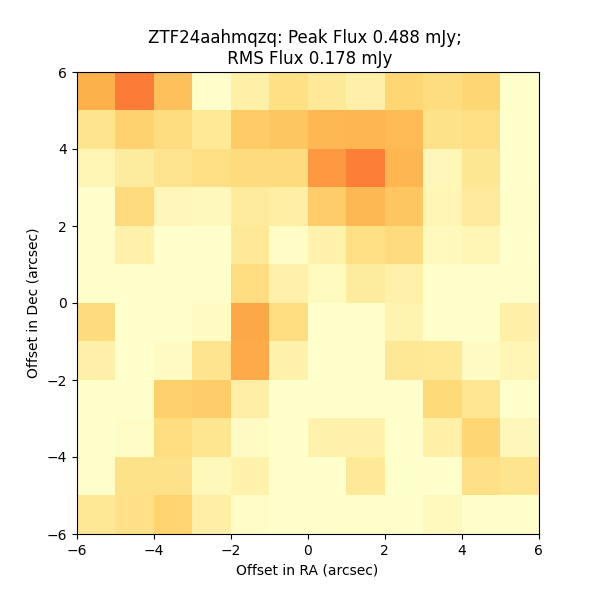 ZTF24aahmqzq: Peak Flux 0.488 mJy;
RMS Flux 0.178 mJy
6
4
2
0
−2
−4
−6
Offset in Dec (arcsec)
−6 −4 −2 0 2 4 6
Offset in RA (arcsec)